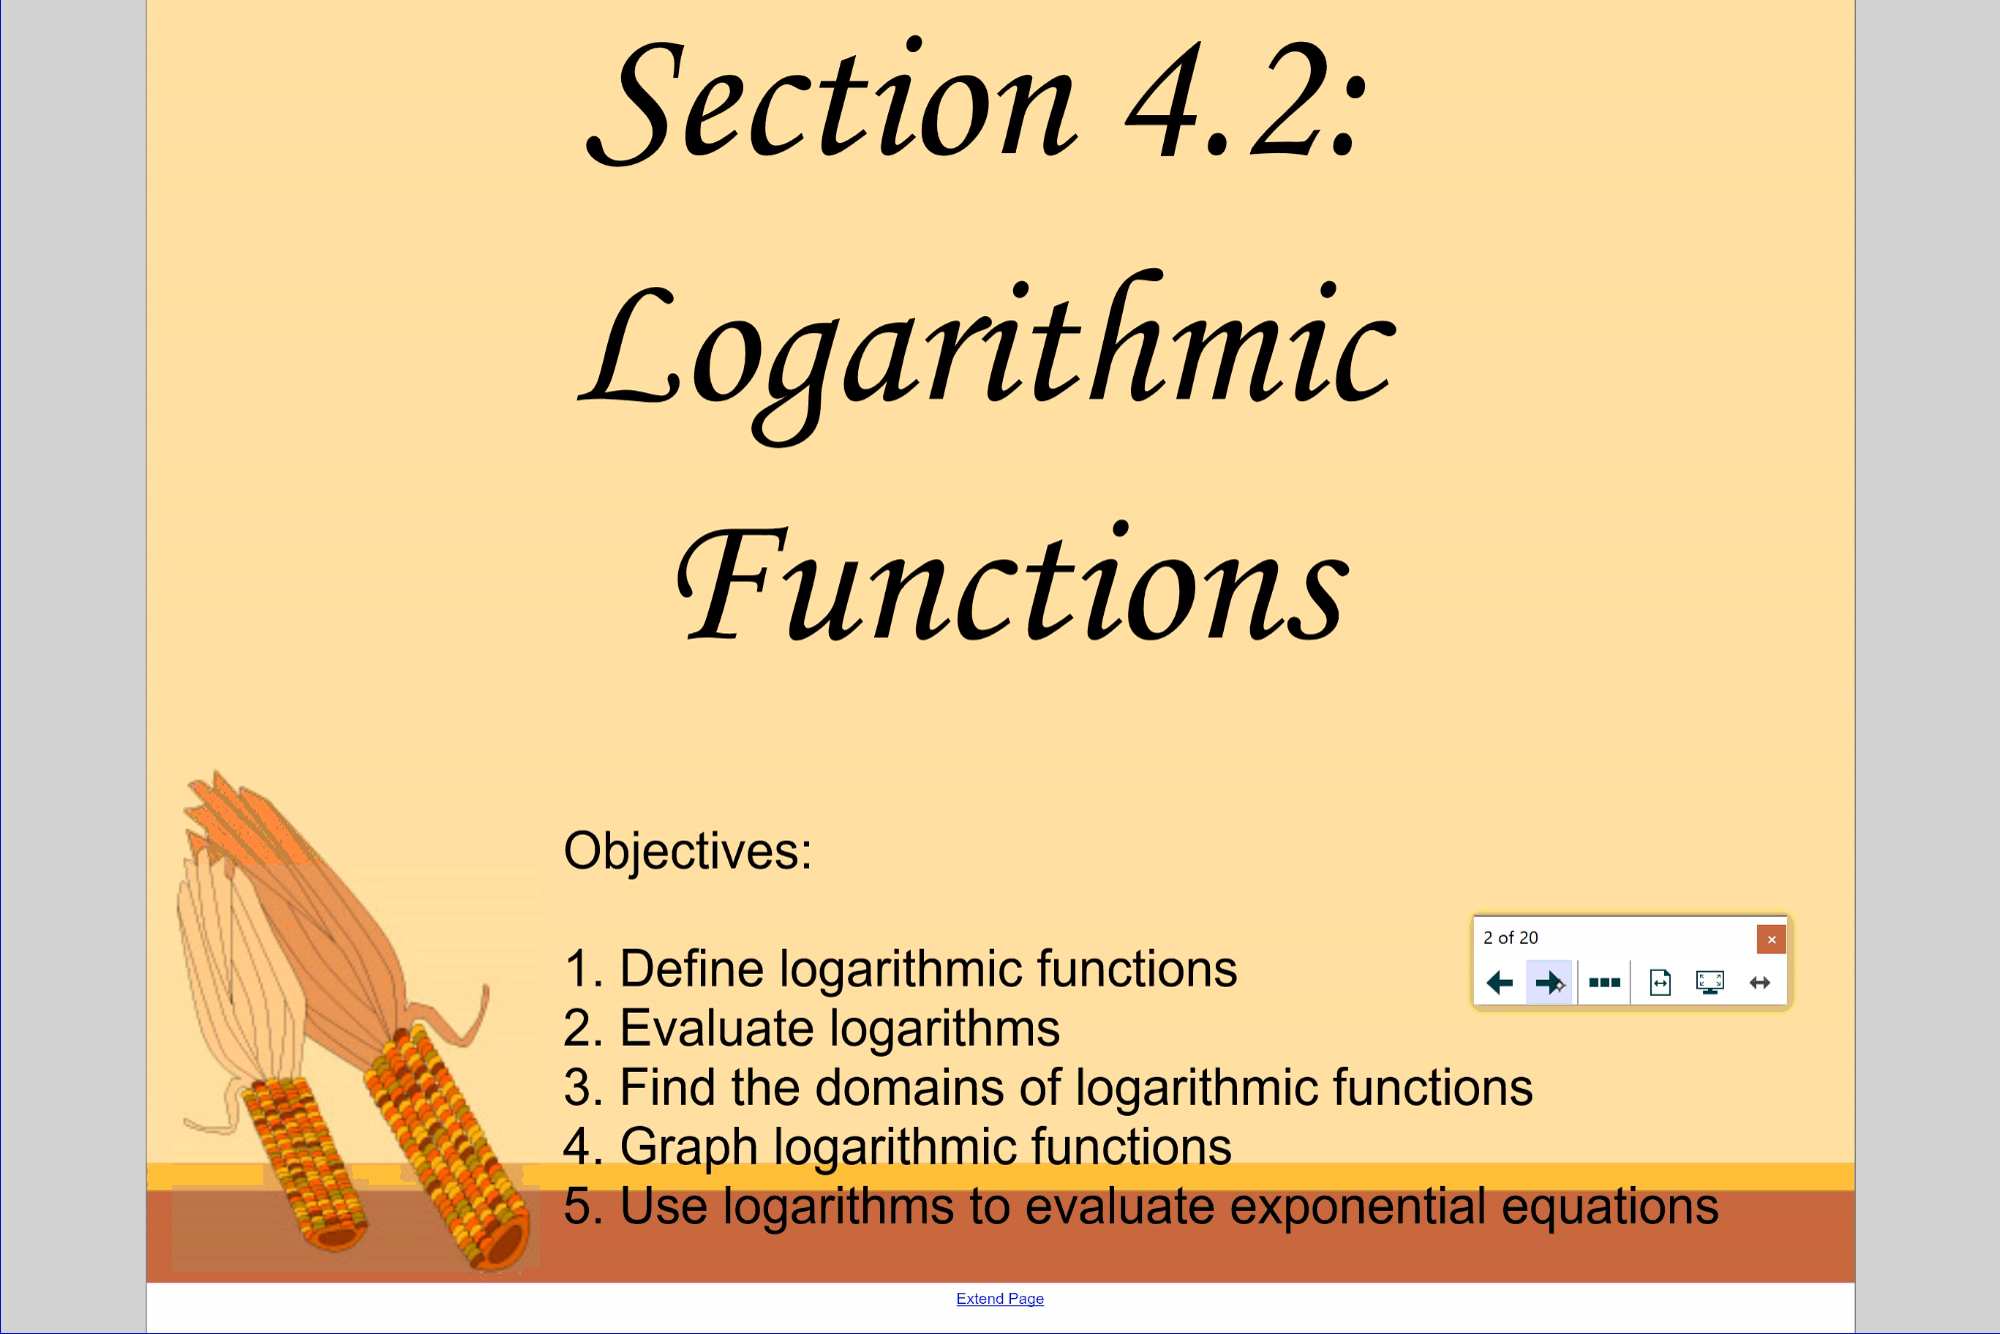 Section 4.2:
Logarithmic
Functions
Objectives:
1. Define logarithmic functions
2. Evaluate logarithms
3. Find the domains of logarithmic functions
4. Graph logarithmic functions
5. Use logarithms to evaluate exponential equations
2 of 20
Extend Page